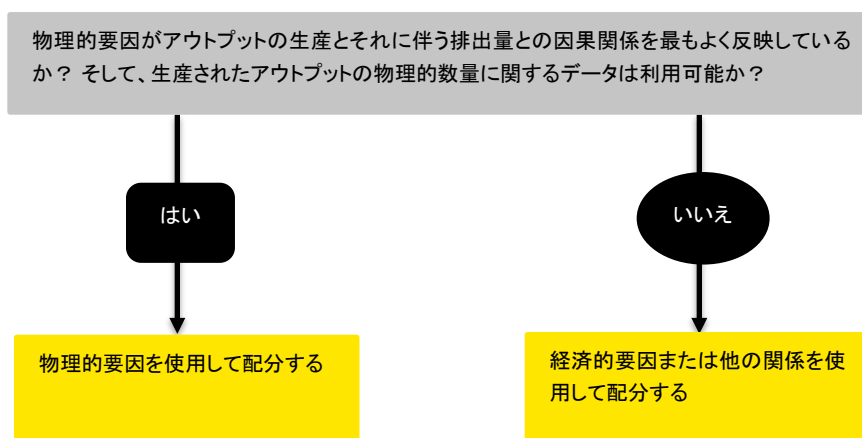 物理的要因がアウトプットの生産とそれに伴う排出量との因果関係を最もよく反映している
か？ そして、生産されたアウトプットの物理的数量に関するデータは利用可能か？
はい
いいえ
物理的要因を使用して配分する
経済的要因または他の関係を使
用して配分する